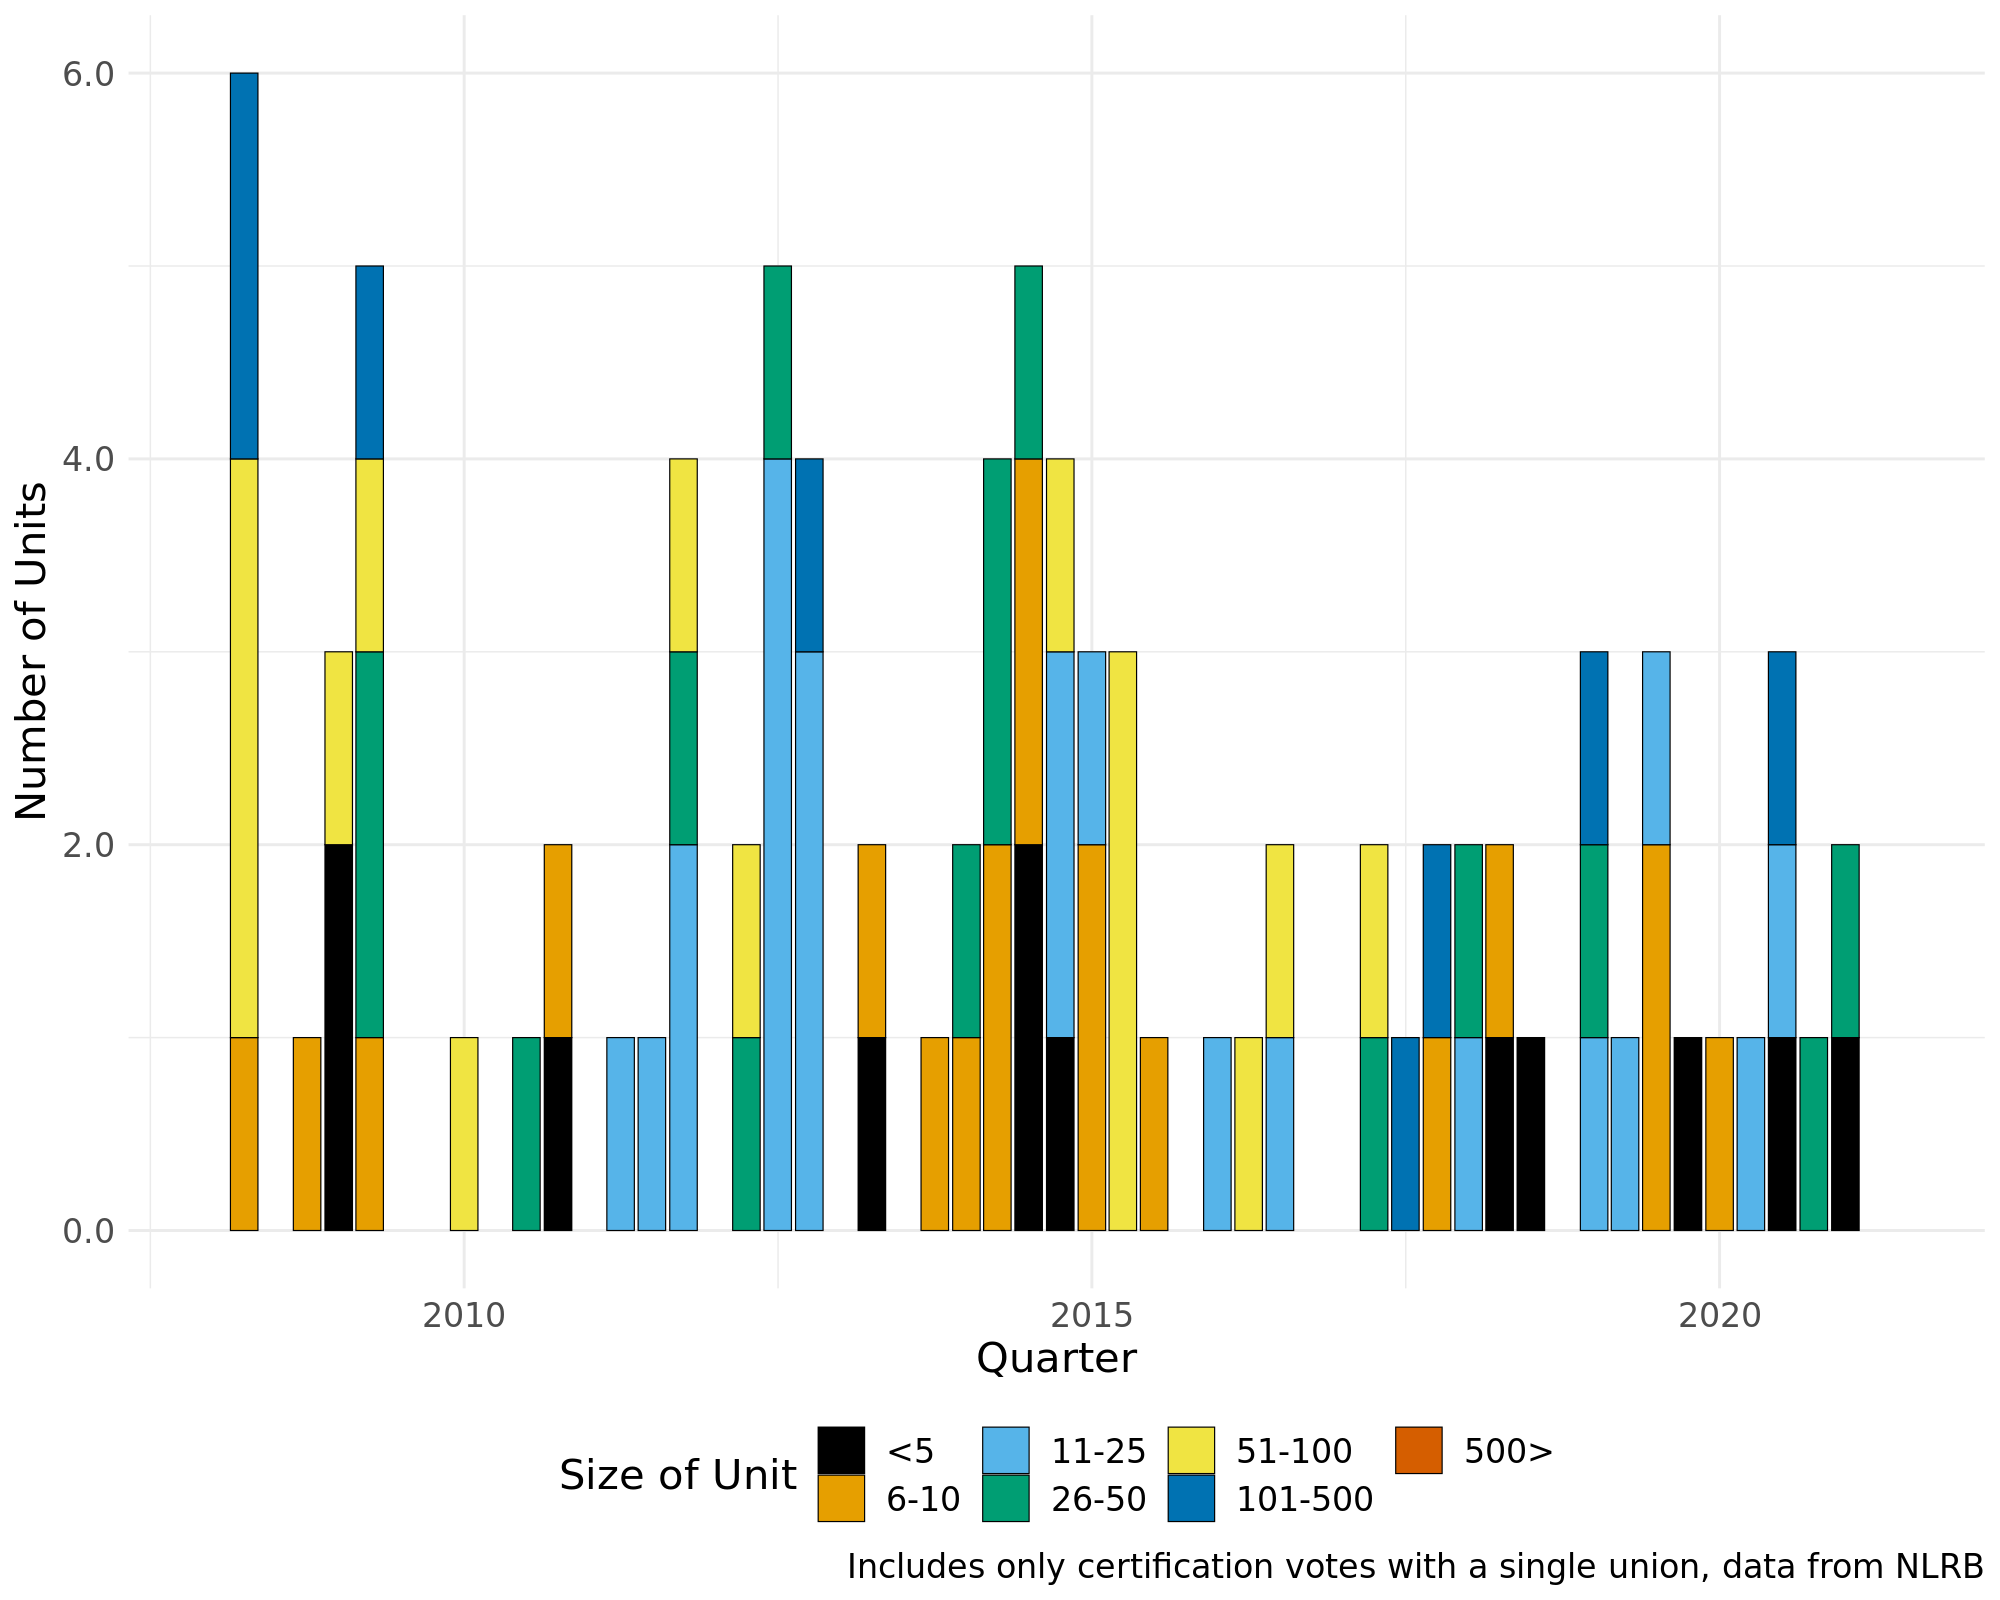 6.0
4.0
2.0
0.0
Number of Units
2010 2015 2020
Quarter
Size of Unit
<5 11-25 51-100 500>
6-10 26-50 101-500
Includes only certification votes with a single union, data from NLRB